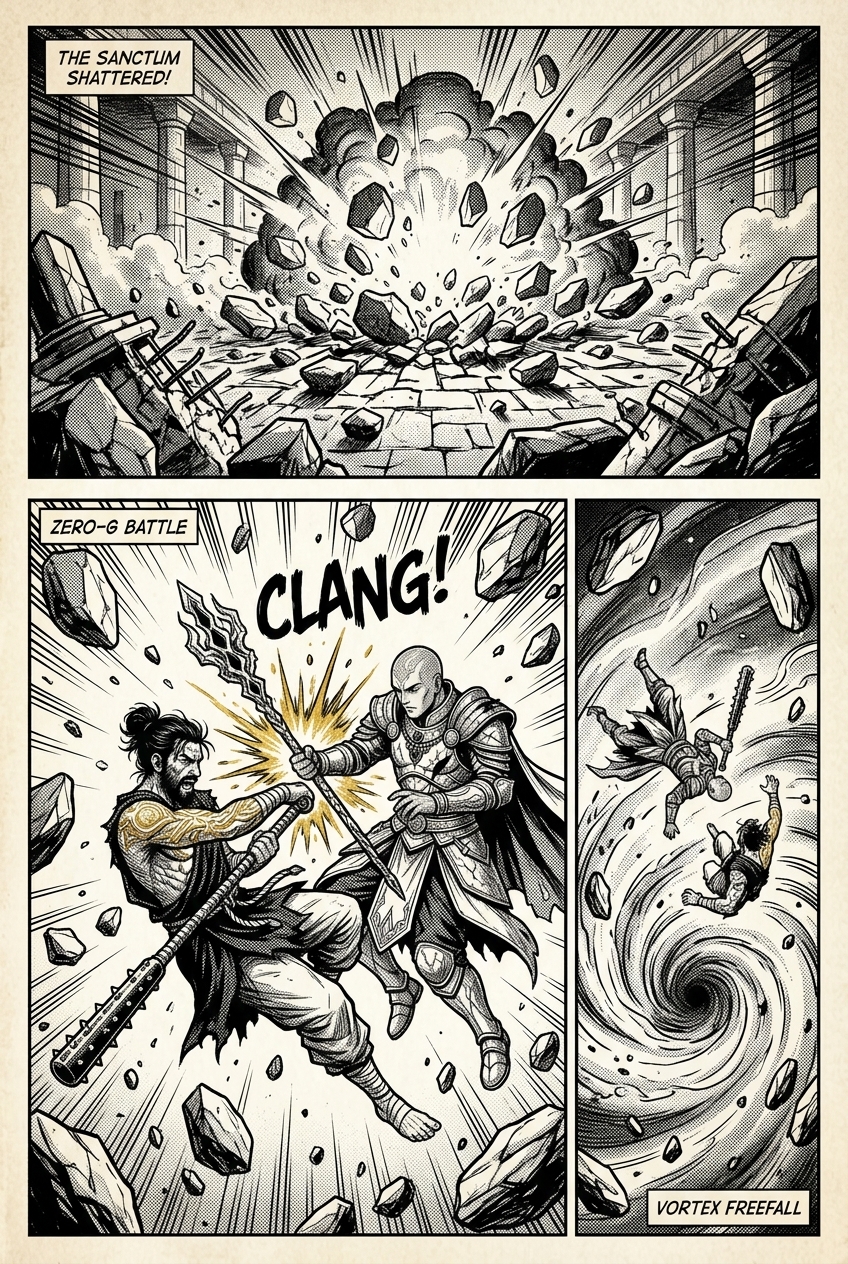 THE SANCTUM
SHATTERED!
ZERO-G BATTLE
CLANG!
VORTEX FREEFALL